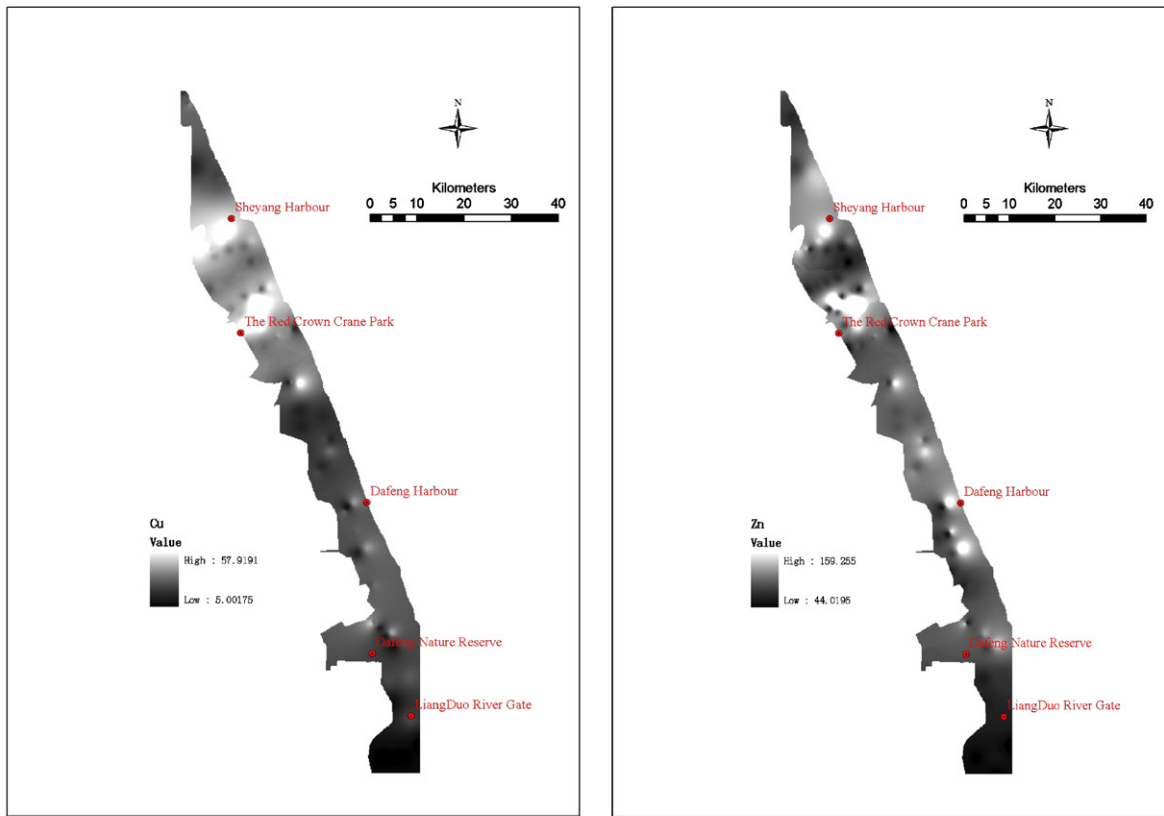 N
Kilometers
0 5 10 20 30 40
Sheyang Harbour
The Red Crown Crane Park
Dafeng Harbour
Cu
Value
High : 57.9191
Low : 5.00175
Dafeng Nature Reserve
LiangDuo River Gate
N
Kilometers
0 5 10 20 30 40
Sheyang Harbour
The Red Crown Crane Park
Dafeng Harbour
Zn
Value
High : 159.255
Low : 44.0195
Dafeng Nature Reserve
LiangDuo River Gate